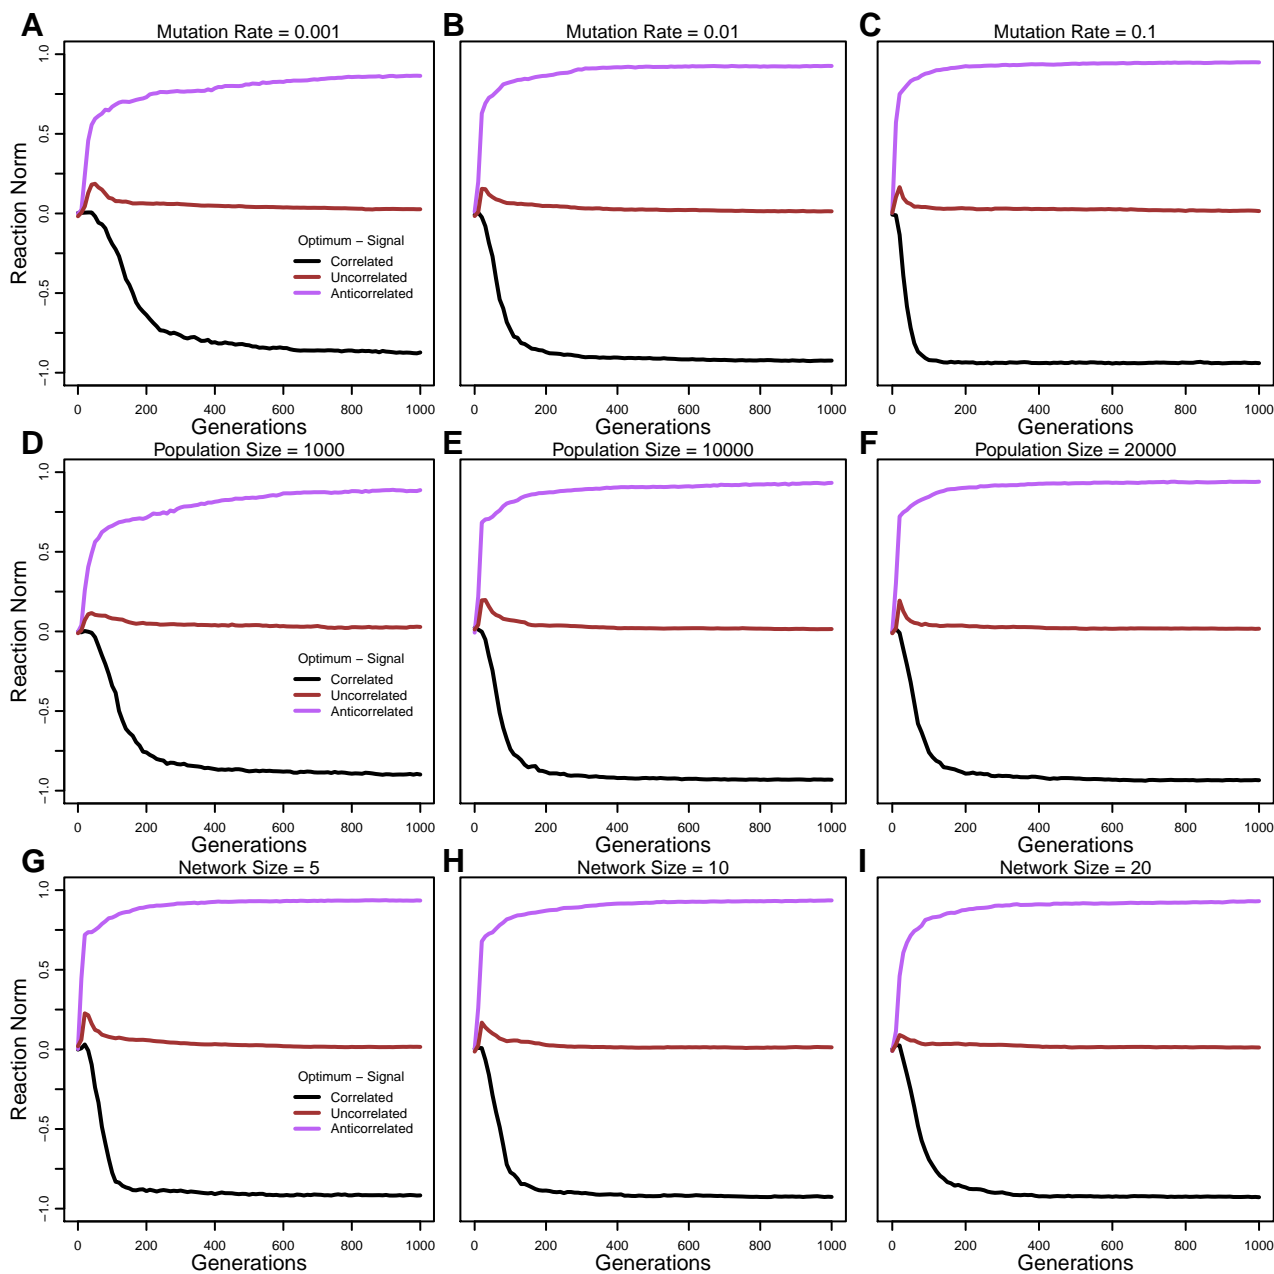 A
Mutation Rate = 0.001
B
Mutation Rate = 0.01
C
Mutation Rate = 0.1
Reaction Norm
1.0
0.5
0.0
−0.5
−1.0
Optimum − Signal
Correlated
Uncorrelated
Anticorrelated
0 200 400 600 800 1000
0 200 400 600 800 1000
0 200 400 600 800 1000
Generations
Generations
Generations
D
Population Size = 1000
E
Population Size = 10000
F
Population Size = 20000
Reaction Norm
1.0
0.5
0.0
−0.5
−1.0
Optimum − Signal
Correlated
Uncorrelated
Anticorrelated
0 200 400 600 800 1000
0 200 400 600 800 1000
0 200 400 600 800 1000
Generations
Generations
Generations
G
Network Size = 5
H
Network Size = 10
I
Network Size = 20
Reaction Norm
1.0
0.5
0.0
−0.5
−1.0
Optimum − Signal
Correlated
Uncorrelated
Anticorrelated
0 200 400 600 800 1000
0 200 400 600 800 1000
0 200 400 600 800 1000
Generations
Generations
Generations